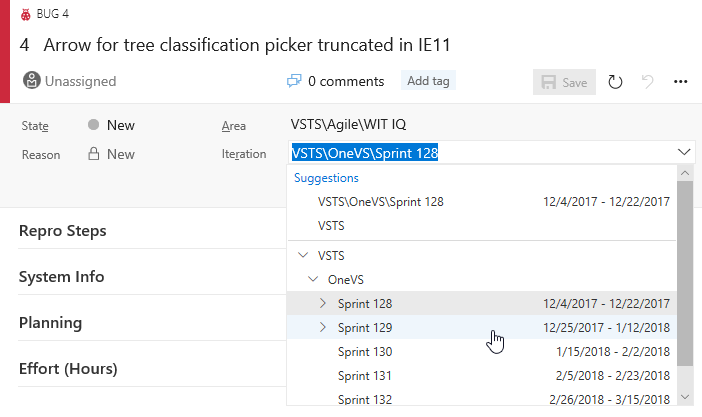 BUG 4
4 Arrow for tree classification picker truncated in IE11
Unassigned 0 comments Add tag Save
State New Area VSTS\Agile\WIT IQ
Reason New Iteration VSTS\OneVS\Sprint 128
Suggestions
VSTS\OneVS\Sprint 128 12/4/2017 - 12/22/2017
VSTS
Repro Steps
VSTS
System Info
OneVS
Sprint 128 12/4/2017 - 12/22/2017
Planning
Sprint 129 12/25/2017 - 1/12/2018
Sprint 130 1/15/2018 - 2/2/2018
Effort (Hours)
Sprint 131 2/5/2018 - 2/23/2018
Sprint 132 2/26/2018 - 3/15/2018